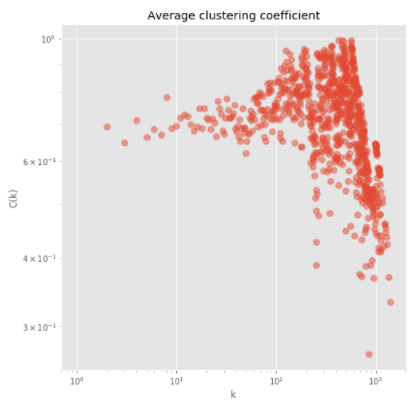 Average clustering coefficient
C(k)
10⁰
6 × 10⁻¹
4 × 10⁻¹
3 × 10⁻¹
10⁰ 10¹ 10² 10³
k